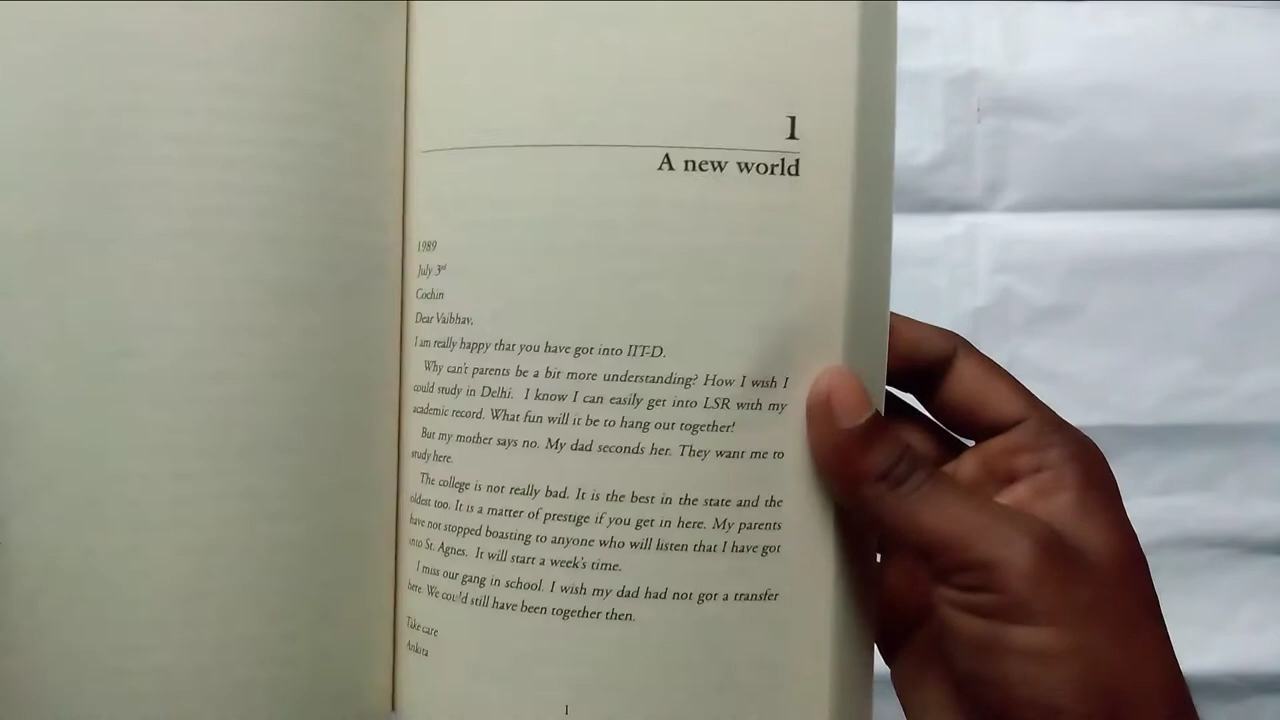 1
A new world
1989
July 3rd
Cochin
Dear Vaibhav,
I am really happy that you have got into IIT-D.
Why can't parents be a bit more understanding? How I wish I
could study in Delhi. I know I can easily get into LSR with my
academic record. What fun will it be to hang out together!
But my mother says no. My dad seconds her. They want me to
study here.
The college is not really bad. It is the best in the state and the
oldest too. It is a matter of prestige if you get in here. My parents
have not stopped boasting to anyone who will listen that I have got
into St. Agnes. It will start a week's time.
I miss our gang in school. I wish my dad had not got a transfer
here. We could still have been together then.
Take care
Ankita
1